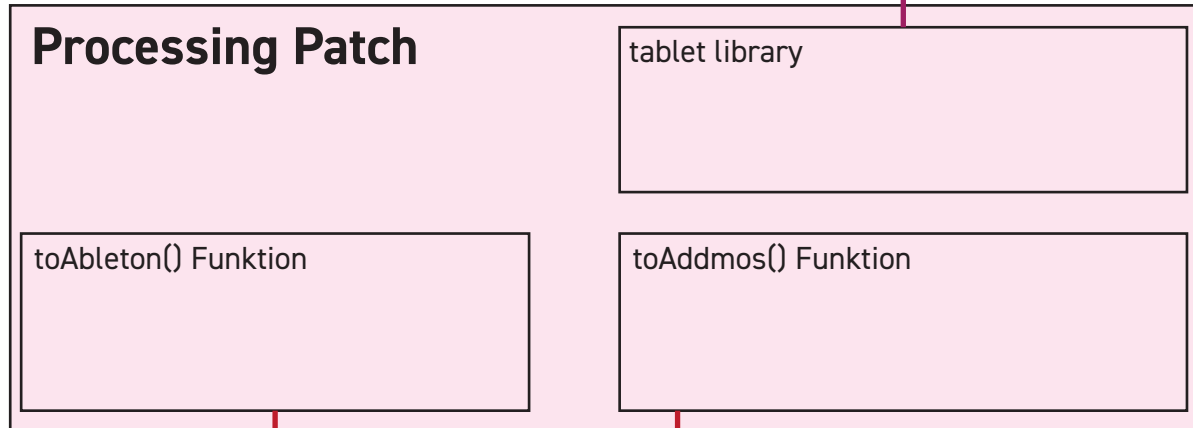 Processing Patch
tablet library
toAbleton() Funktion
toAddmos() Funktion